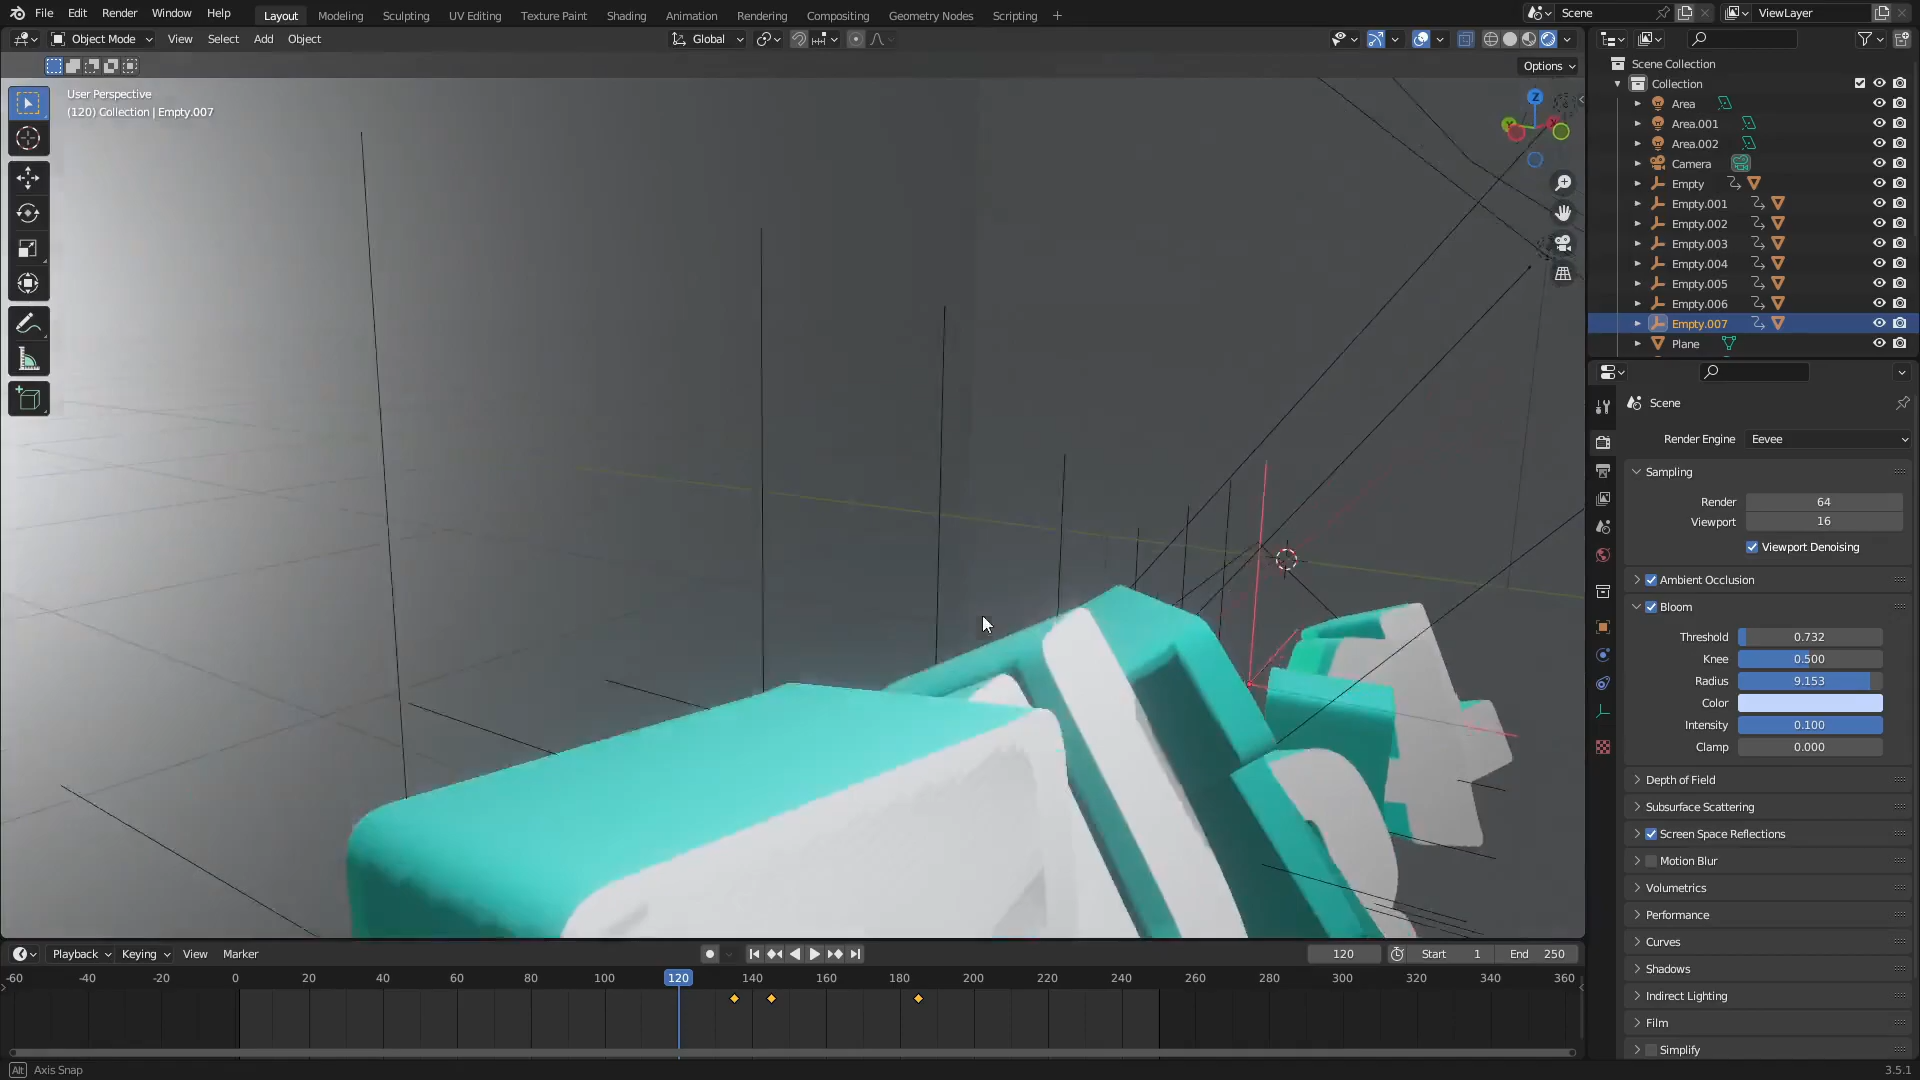 File Edit Render Window Help Layout Modeling Sculpting UV Editing Texture Paint Shading Animation Rendering Compositing Geometry Nodes Scripting Scene ViewLayer
Object Mode View Select Add Object Global
Options
User Perspective
(120) Collection | Empty.007
Z
Scene Collection
Collection
Area
Area.001
Area.002
Camera
Empty
Empty.001
Empty.002
Empty.003
Empty.004
Empty.005
Empty.006
Empty.007
Plane
Scene
Render Engine Eevee
Sampling
Render 64
Viewport 16
Viewport Denoising
Ambient Occlusion
Bloom
Threshold 0.732
Knee 0.500
Radius 9.153
Color
Intensity 0.100
Clamp 0.000
Depth of Field
Subsurface Scattering
Screen Space Reflections
Motion Blur
Volumetrics
Performance
Curves
Shadows
Indirect Lighting
Film
Simplify
Playback Keying View Marker 120 Start 1 End 250
-60 -40 -20 0 20 40 60 80 100 120 140 160 180 200 220 240 260 280 300 320 340 360
Alt Axis Snap 3.5.1